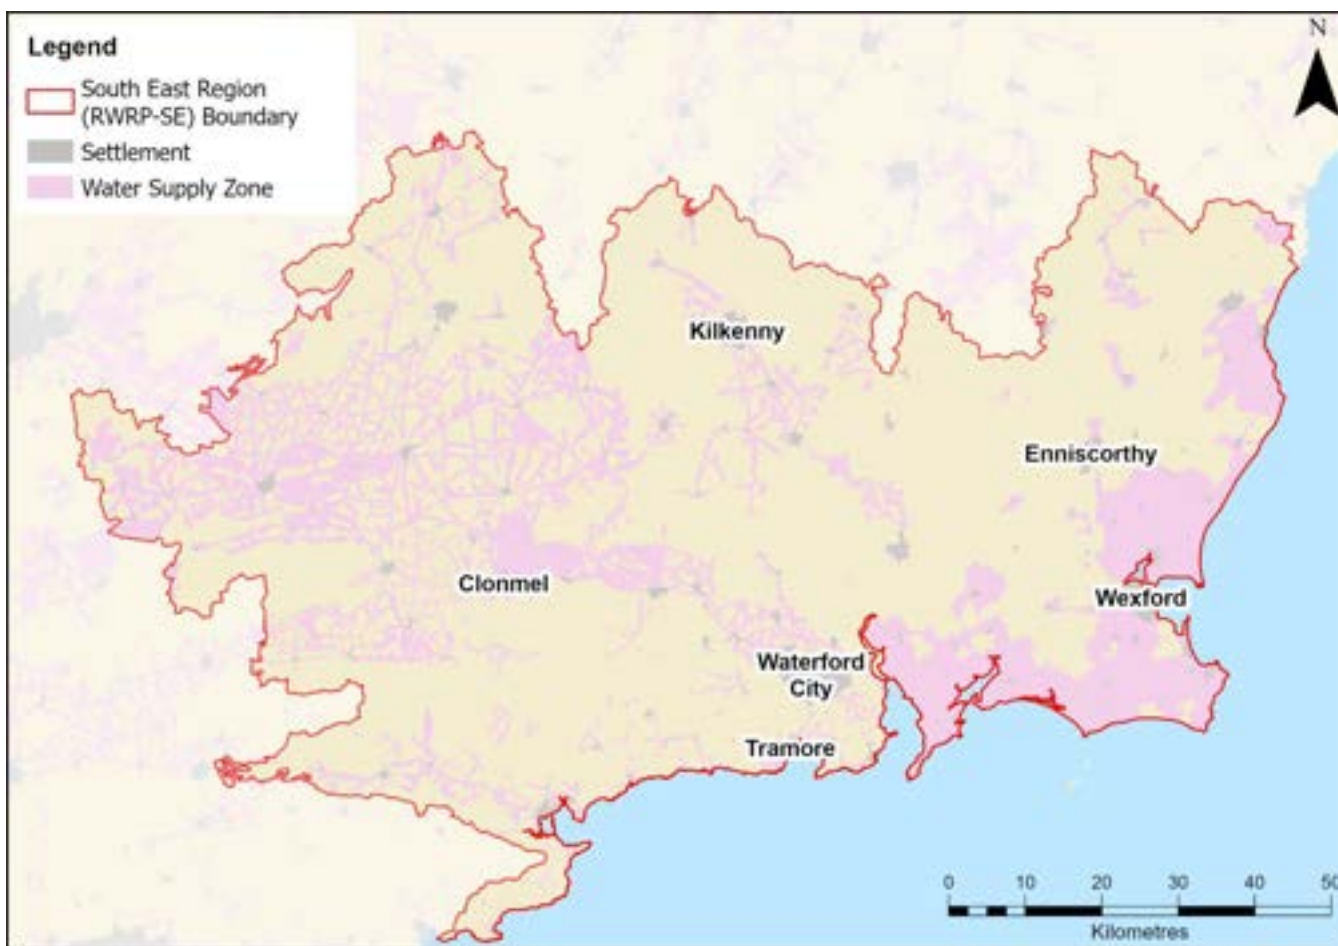 Legend
South East Region
(RWRP-SE) Boundary
Settlement
Water Supply Zone
N
Kilkenny
Enniscorthy
Clonmel
Wexford
Waterford
City
Tramore
0 10 20 30 40 50
Kilometres